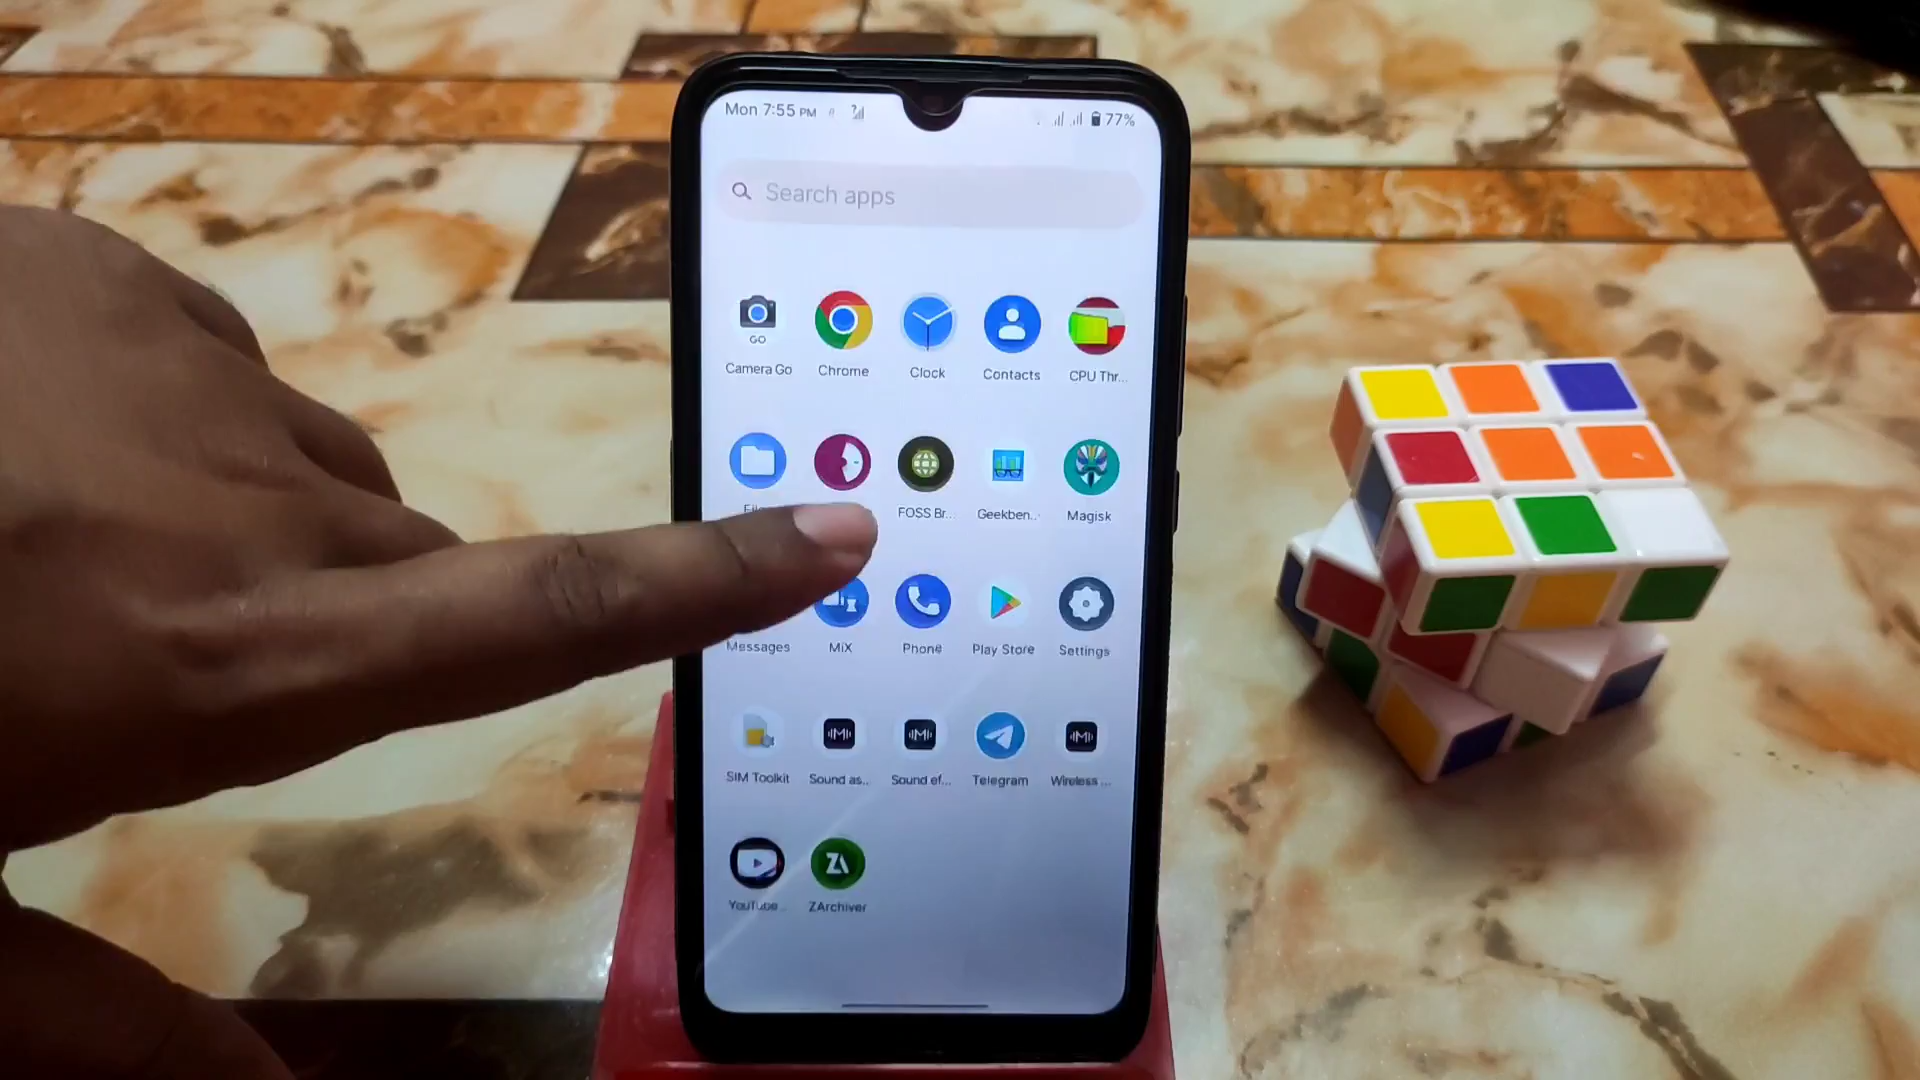 Mon 7:55 PM 77%
Search apps
GO
Camera Go Chrome Clock Contacts CPU Thr...
FOSS Br... Geekben... Magisk
Messages MiX Phone Play Store Settings
SIM Toolkit Sound as... Sound ef... Telegram Wireless ...
YouTube... ZArchiver